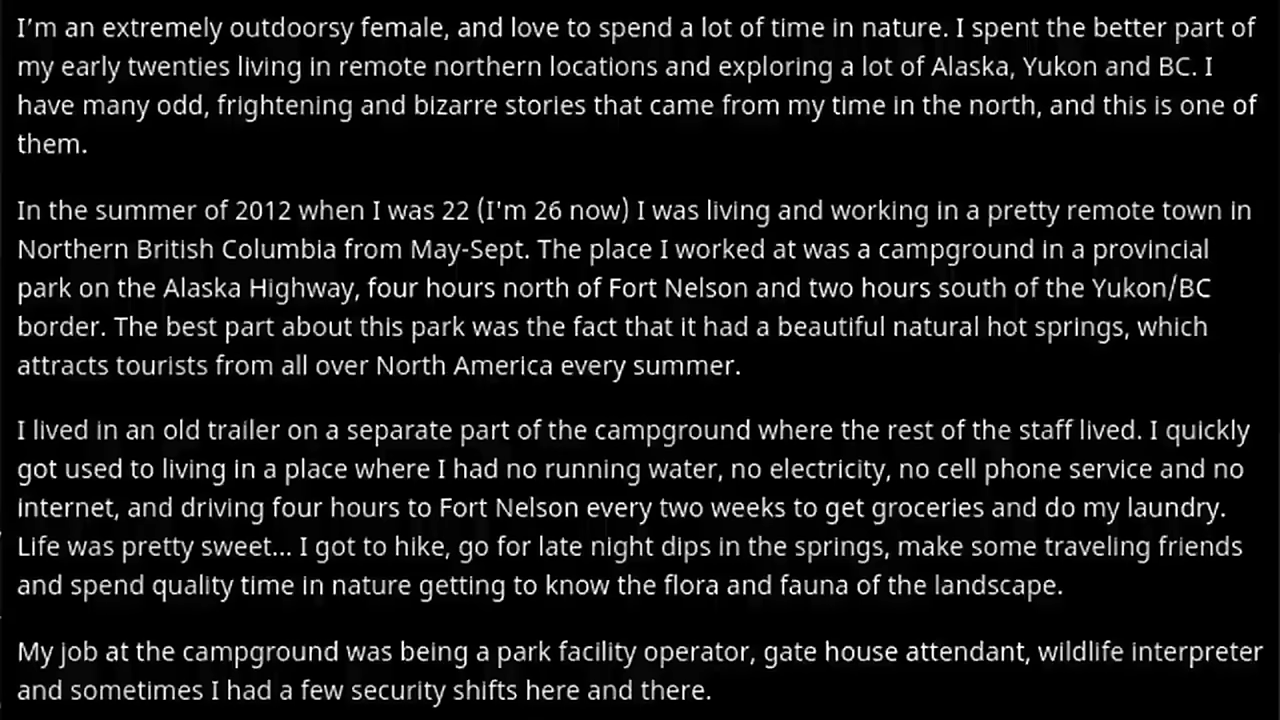 I’m an extremely outdoorsy female, and love to spend a lot of time in nature. I spent the better part of
my early twenties living in remote northern locations and exploring a lot of Alaska, Yukon and BC. I
have many odd, frightening and bizarre stories that came from my time in the north, and this is one of
them.
In the summer of 2012 when I was 22 (I'm 26 now) I was living and working in a pretty remote town in
Northern British Columbia from May-Sept. The place I worked at was a campground in a provincial
park on the Alaska Highway, four hours north of Fort Nelson and two hours south of the Yukon/BC
border. The best part about this park was the fact that it had a beautiful natural hot springs, which
attracts tourists from all over North America every summer.
I lived in an old trailer on a separate part of the campground where the rest of the staff lived. I quickly
got used to living in a place where I had no running water, no electricity, no cell phone service and no
internet, and driving four hours to Fort Nelson every two weeks to get groceries and do my laundry.
Life was pretty sweet... I got to hike, go for late night dips in the springs, make some traveling friends
and spend quality time in nature getting to know the flora and fauna of the landscape.
My job at the campground was being a park facility operator, gate house attendant, wildlife interpreter
and sometimes I had a few security shifts here and there.